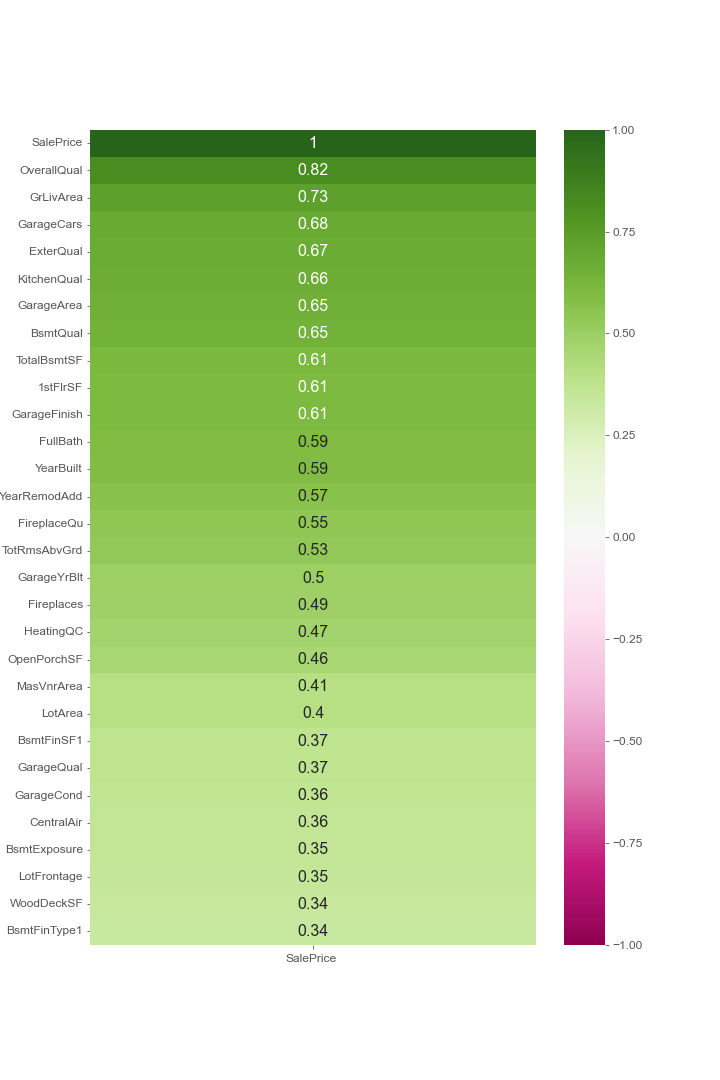 SalePrice 1
OverallQual 0.82
GrLivArea 0.73
GarageCars 0.68
ExterQual 0.67
KitchenQual 0.66
GarageArea 0.65
BsmtQual 0.65
TotalBsmtSF 0.61
1stFlrSF 0.61
GarageFinish 0.61
FullBath 0.59
YearBuilt 0.59
YearRemodAdd 0.57
FireplaceQu 0.55
TotRmsAbvGrd 0.53
GarageYrBlt 0.5
Fireplaces 0.49
HeatingQC 0.47
OpenPorchSF 0.46
MasVnrArea 0.41
LotArea 0.4
BsmtFinSF1 0.37
GarageQual 0.37
GarageCond 0.36
CentralAir 0.36
BsmtExposure 0.35
LotFrontage 0.35
WoodDeckSF 0.34
BsmtFinType1 0.34
SalePrice
1.00
0.75
0.50
0.25
0.00
−0.25
−0.50
−0.75
−1.00